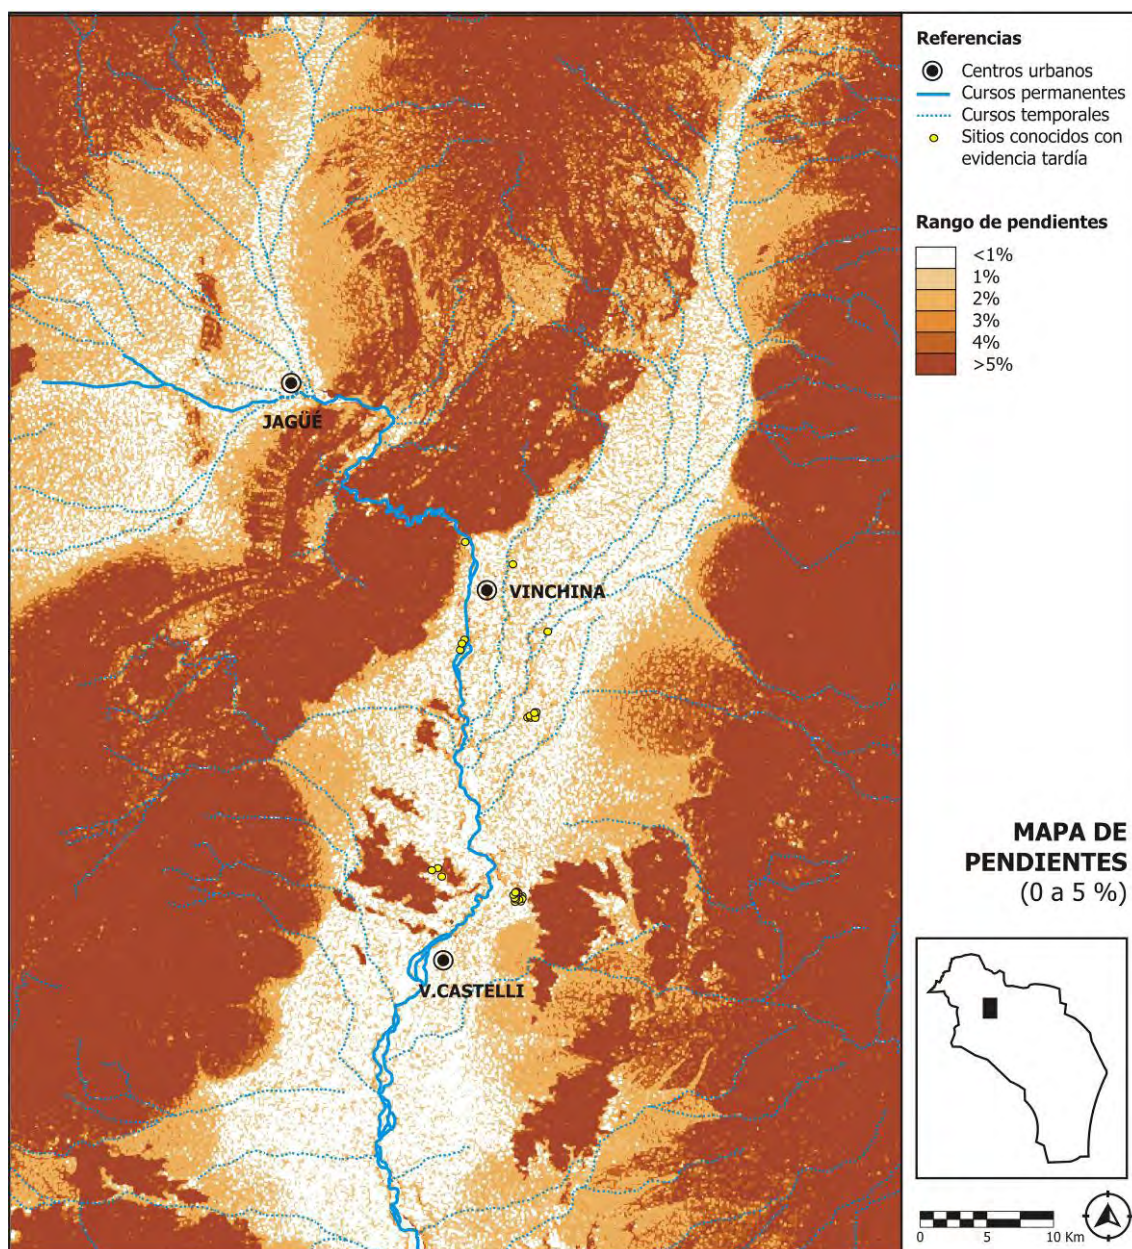 Referencias
Centros urbanos
Cursos permanentes
Cursos temporales
Sitios conocidos con
evidencia tardía
Rango de pendientes
<1%
1%
2%
3%
4%
>5%
JAGÜÉ
VINCHINA
V.CASTELLI
MAPA DE
PENDIENTES
(0 a 5 %)
0 5 10 Km